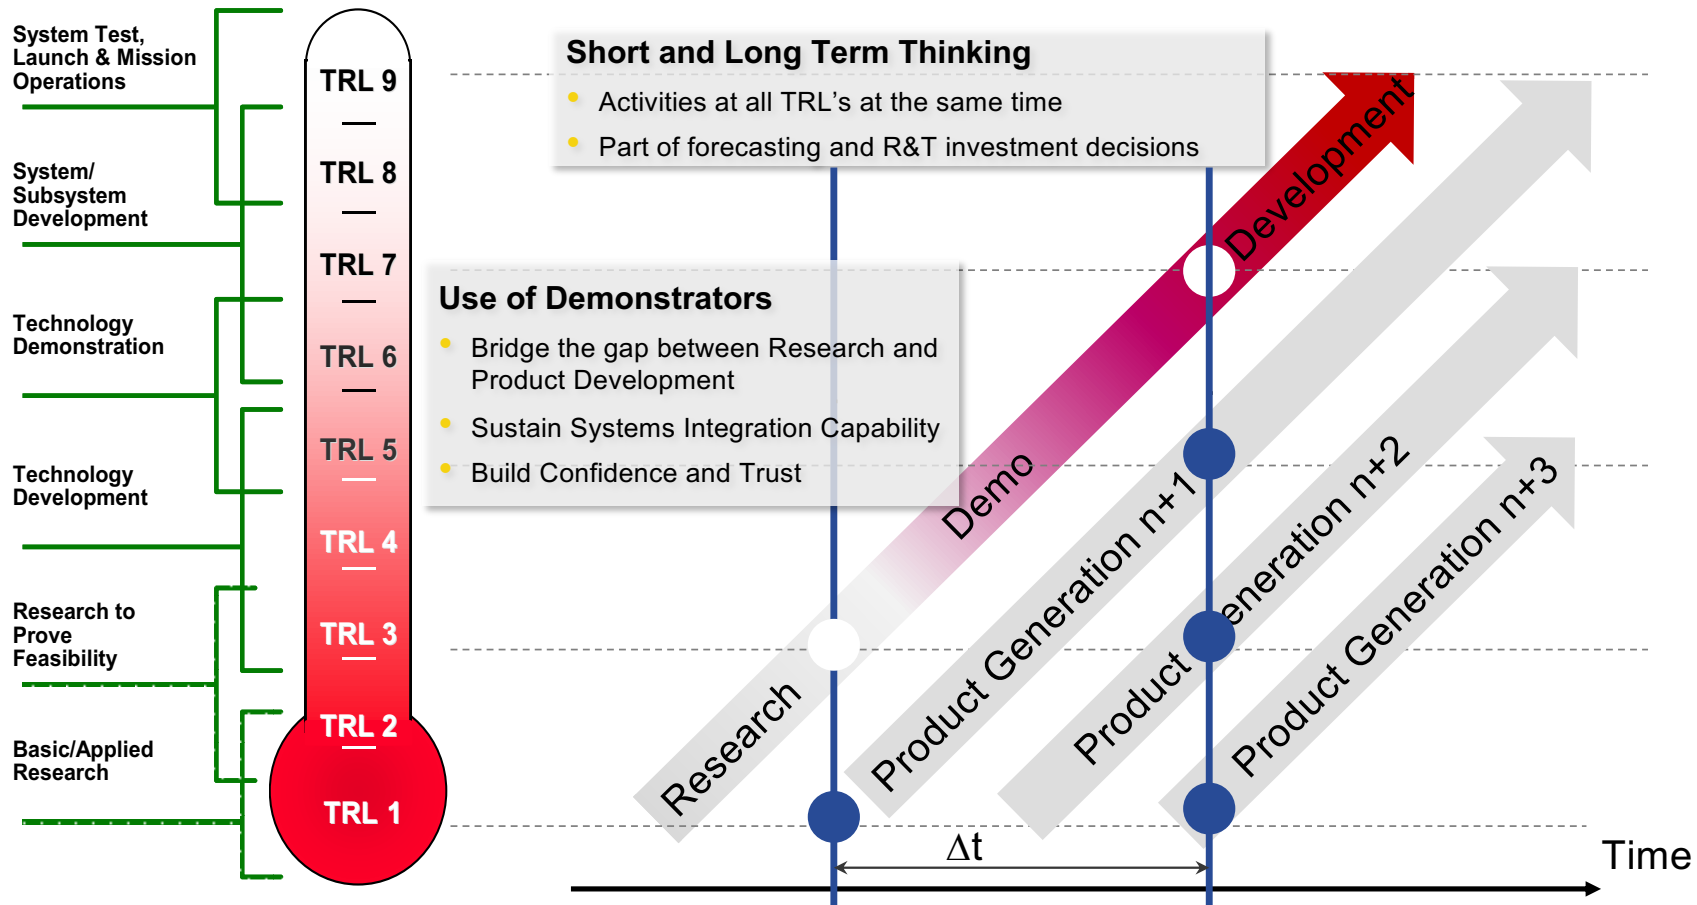 System Test,
Launch & Mission
Operations
System/
Subsystem
Development
Technology
Demonstration
Technology
Development
Research to
Prove
Feasibility
Basic/Applied
Research
TRL 9
TRL 8
TRL 7
TRL 6
TRL 5
TRL 4
TRL 3
TRL 2
TRL 1
Short and Long Term Thinking
Activities at all TRL's at the same time
Part of forecasting and R&T investment decisions
Use of Demonstrators
Bridge the gap between Research and
Product Development
Sustain Systems Integration Capability
Build Confidence and Trust
Research
Demo
Development
Product Generation n+1
Product Generation n+2
Product Generation n+3
Δt
Time